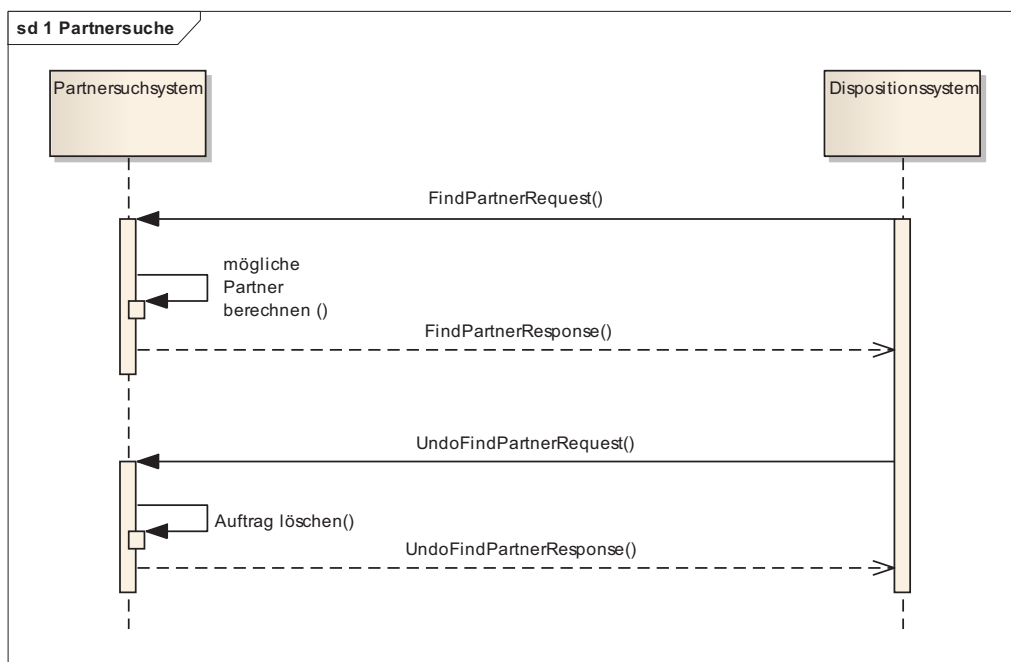 sd 1 Partnersuche
Partnersuchsystem
Dispositionssystem
FindPartnerRequest()
mögliche
Partner
berechnen ()
FindPartnerResponse()
UndoFindPartnerRequest()
Auftrag löschen()
UndoFindPartnerResponse()